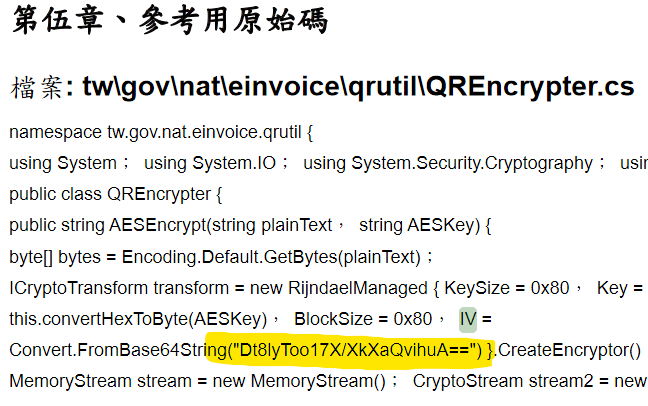 第伍章、參考用原始碼
檔案: tw\gov\nat\einvoice\qrutil\QREncrypter.cs
namespace tw.gov.nat.einvoice.qrutil {
using System； using System.IO； using System.Security.Cryptography； usin
public class QREncrypter {
public string AESEncrypt(string plainText， string AESKey) {
byte[] bytes = Encoding.Default.GetBytes(plainText)；
ICryptoTransform transform = new RijndaelManaged { KeySize = 0x80， Key =
this.convertHexToByte(AESKey)， BlockSize = 0x80， IV =
Convert.FromBase64String("Dt8lyToo17X/XkXaQvihuA==") }.CreateEncryptor()
MemoryStream stream = new MemoryStream()； CryptoStream stream2 = new